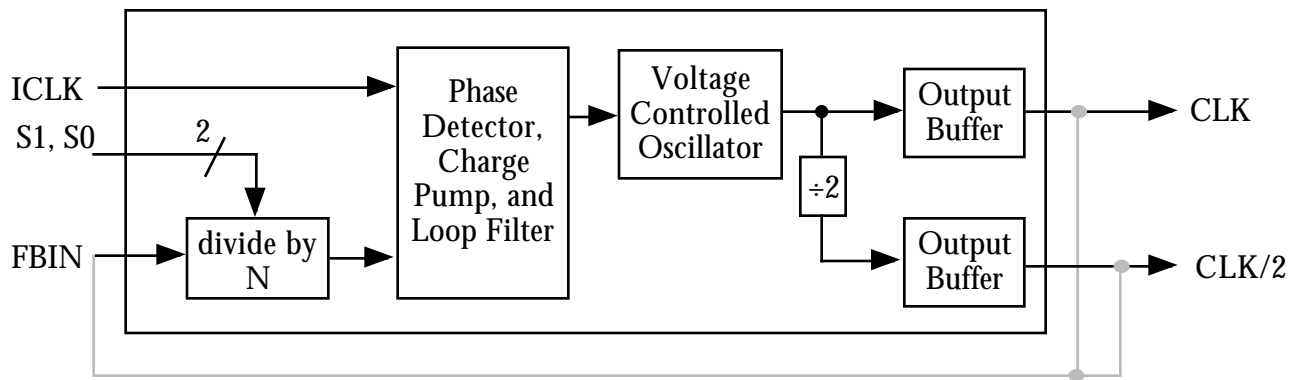 ICLK
S1, S0
2
FBIN
divide by
N
Phase
Detector,
Charge
Pump, and
Loop Filter
Voltage
Controlled
Oscillator
÷2
Output
Buffer
CLK
Output
Buffer
CLK/2